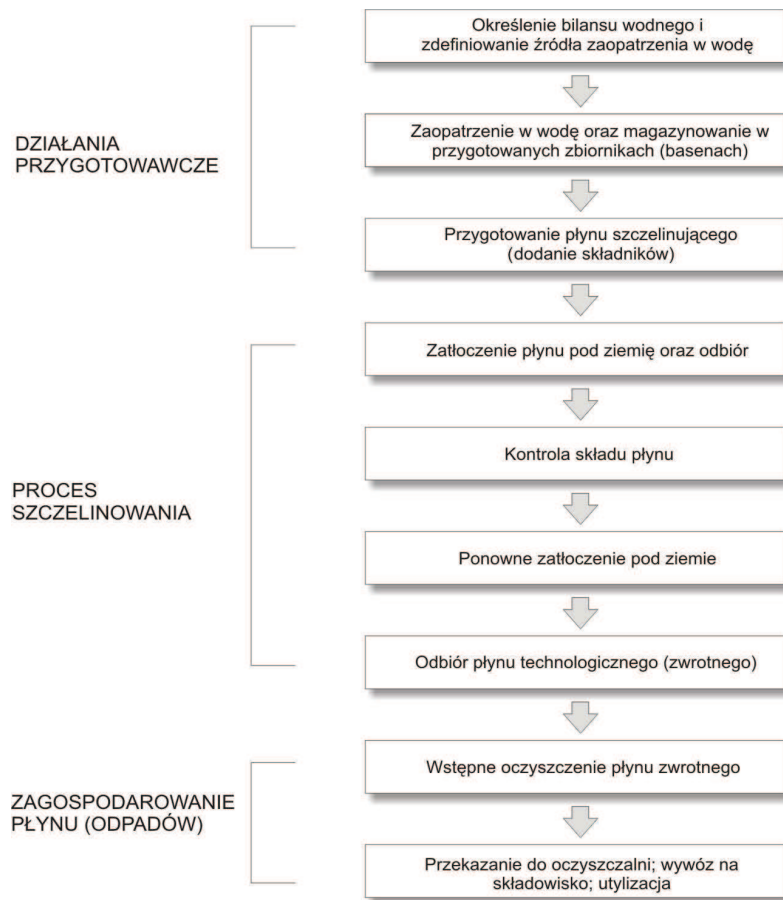 DZIAŁANIA
PRZYGOTOWAWCZE
Określenie bilansu wodnego i
zdefiniowanie źródła zaopatrzenia w wodę
Zaopatrzenie w wodę oraz magazynowanie w
przygotowanych zbiornikach (basenach)
Przygotowanie płynu szczelinującego
(dodanie składników)
PROCES
SZCZELINOWANIA
Zatłoczenie płynu pod ziemię oraz odbiór
Kontrola składu płynu
Ponowne zatłoczenie pod ziemie
Odbiór płynu technologicznego (zwrotnego)
ZAGOSPODAROWANIE
PŁYNU (ODPADÓW)
Wstępne oczyszczenie płynu zwrotnego
Przekazanie do oczyszczalni; wywóz na
składowisko; utylizacja